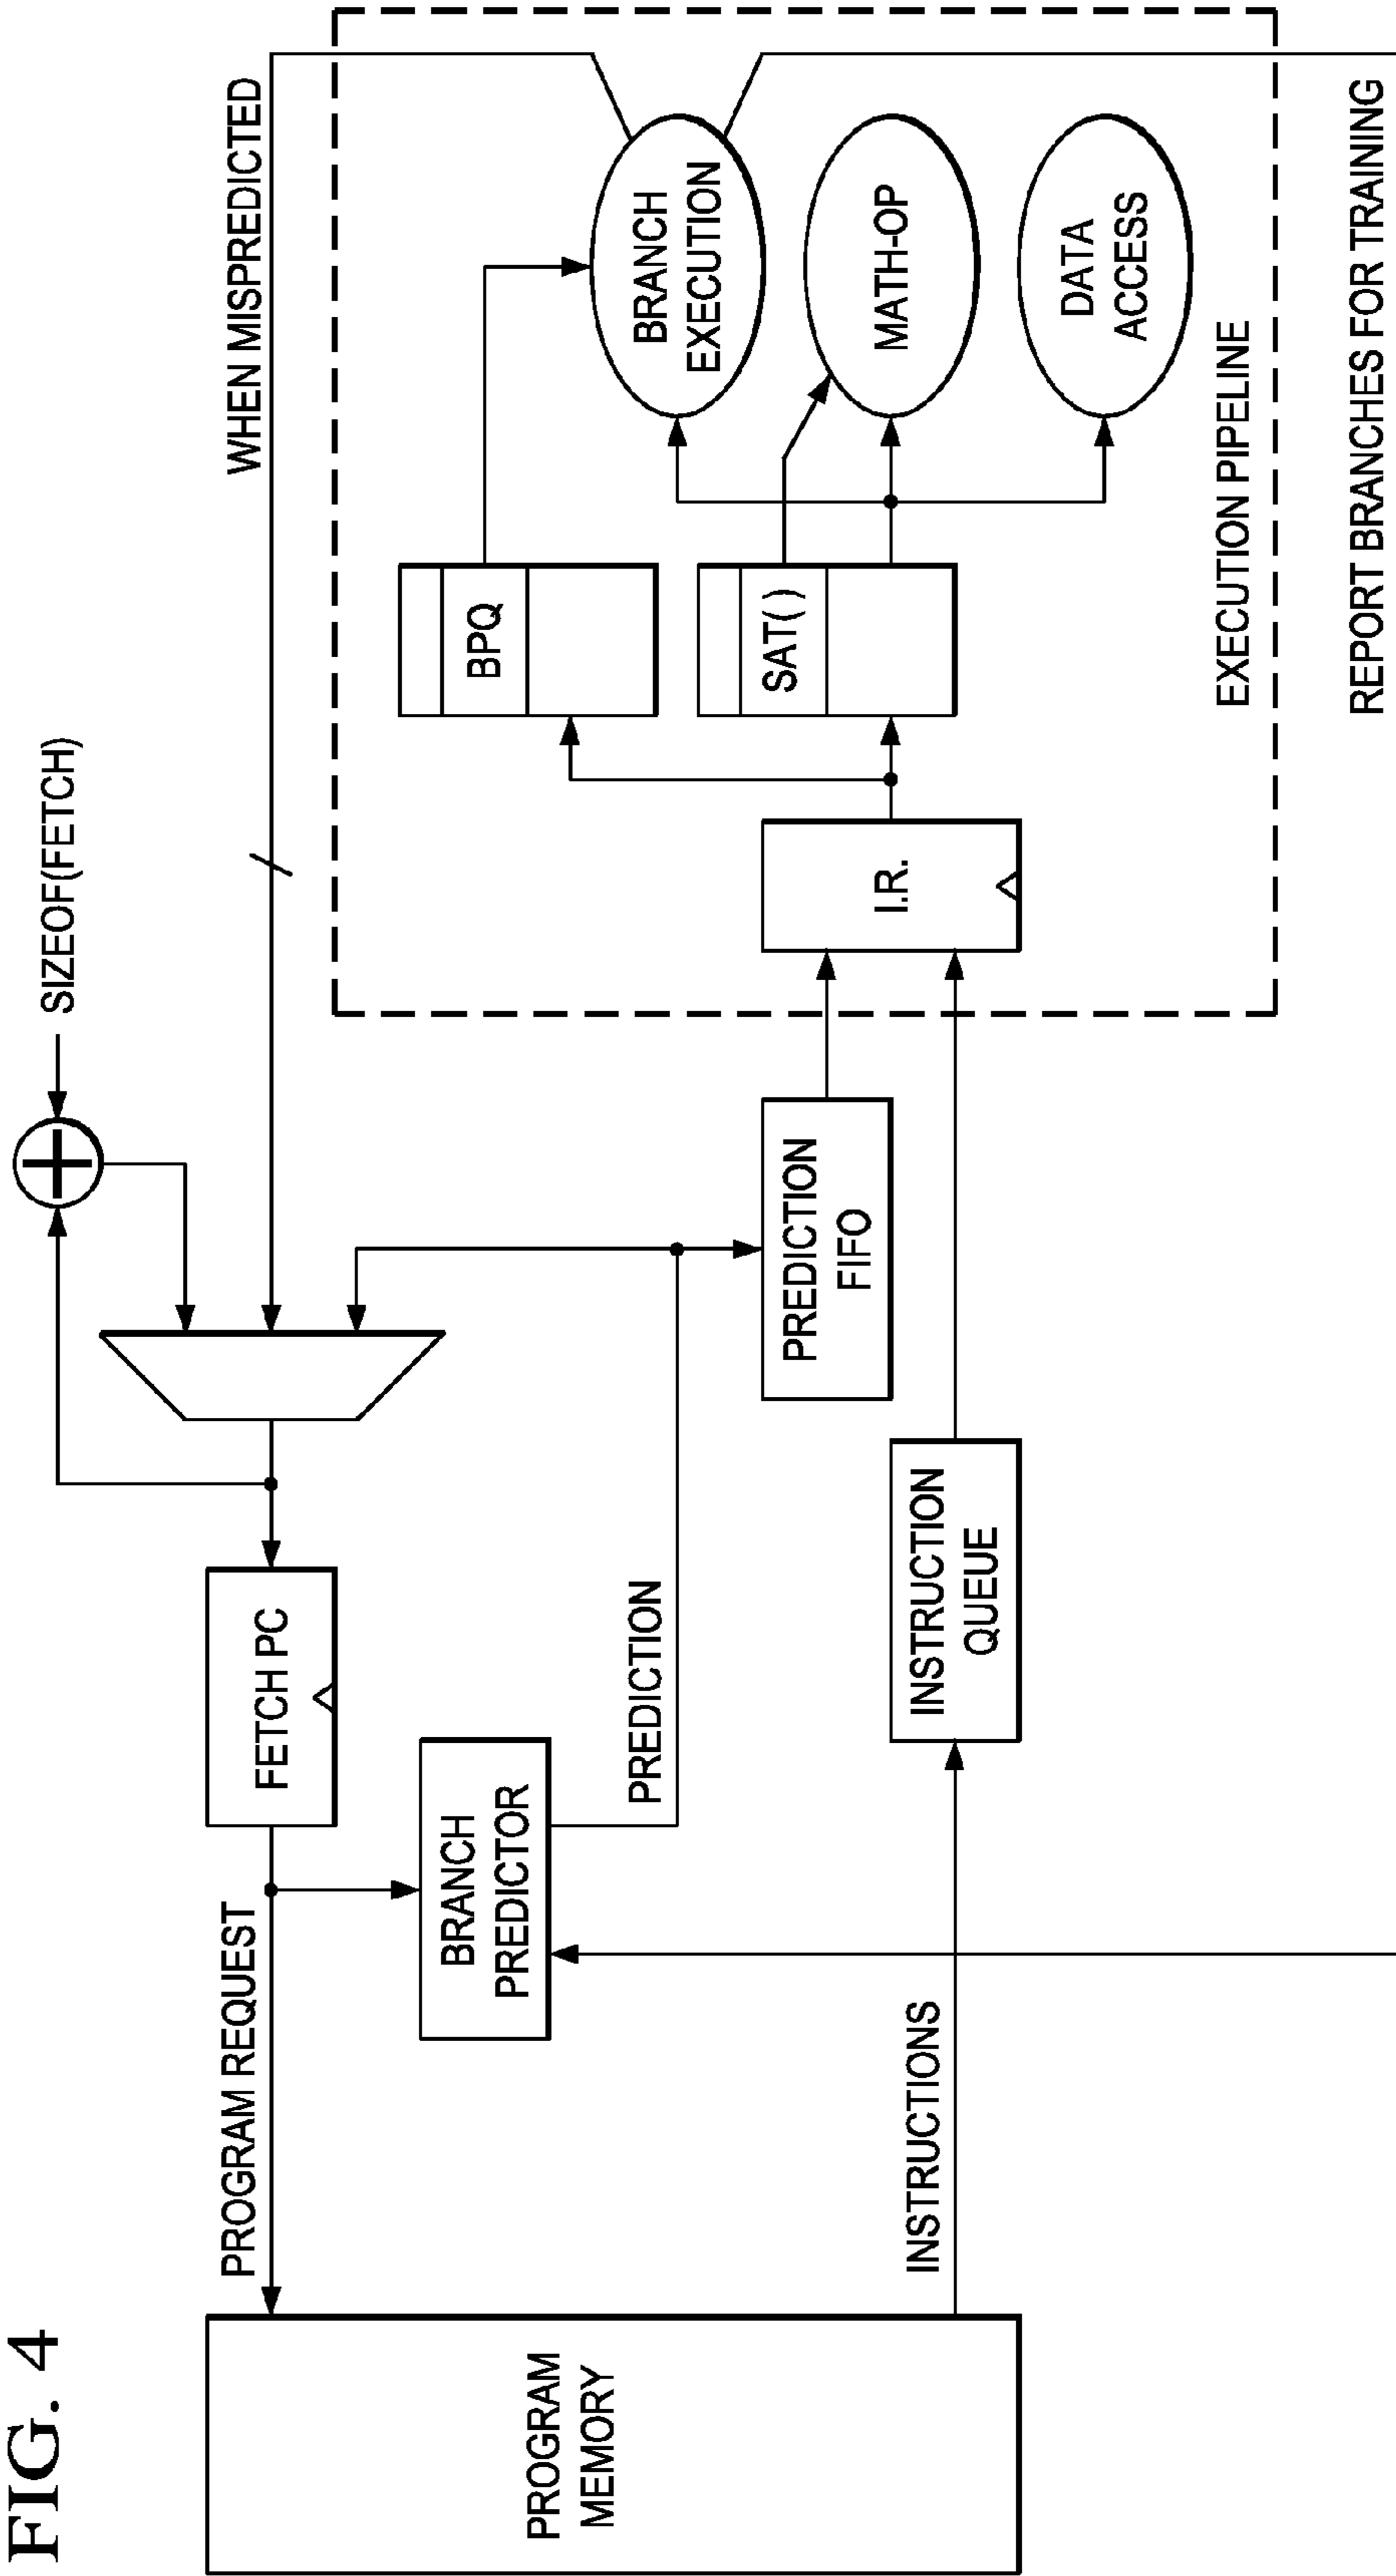 FIG. 4
SIZEOF(FETCH)
WHEN MISPREDICTED
PROGRAM REQUEST
FETCH PC
BRANCH
PREDICTOR
PREDICTION
PROGRAM
MEMORY
INSTRUCTIONS
INSTRUCTION
QUEUE
PREDICTION
FIFO
I.R.
BPQ
SAT( )
BRANCH
EXECUTION
MATH-OP
DATA
ACCESS
EXECUTION PIPELINE
REPORT BRANCHES FOR TRAINING